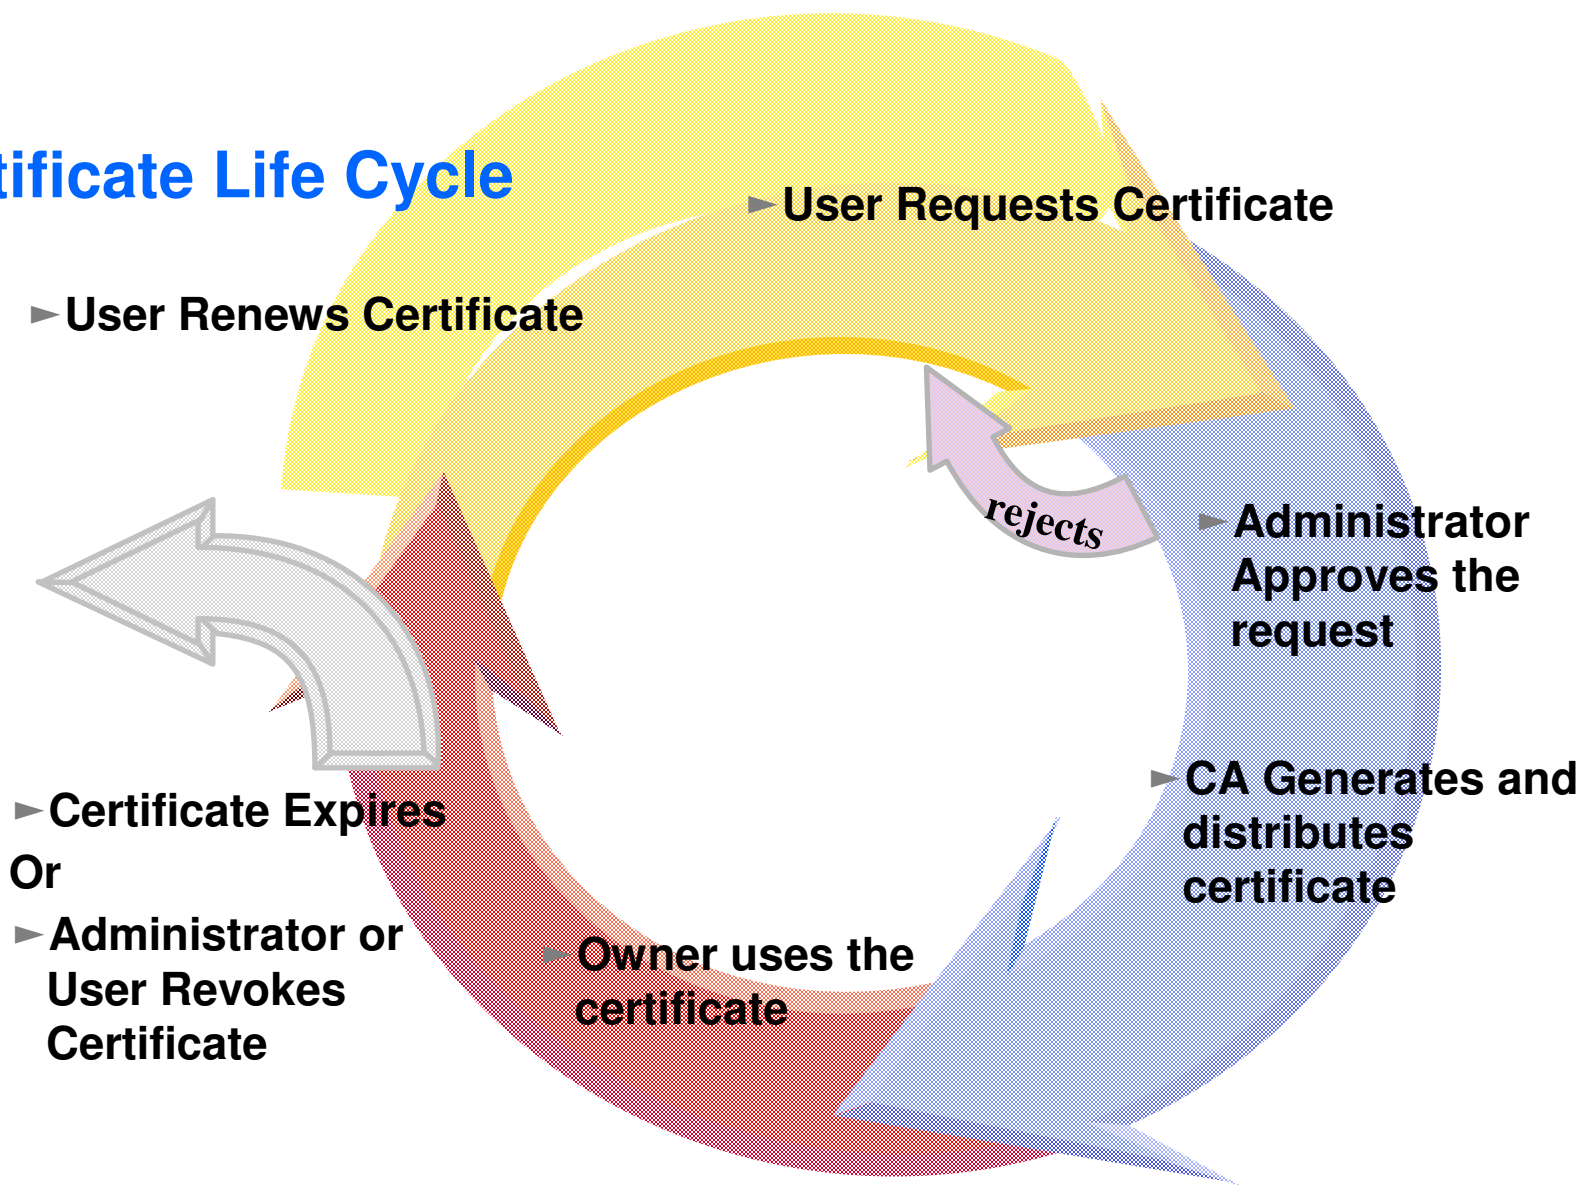 tificate Life Cycle
►User Requests Certificate
►User Renews Certificate
rejects
►Administrator
Approves the
request
►CA Generates and
distributes
certificate
►Certificate Expires
Or
►Administrator or
User Revokes
Certificate
►Owner uses the
certificate